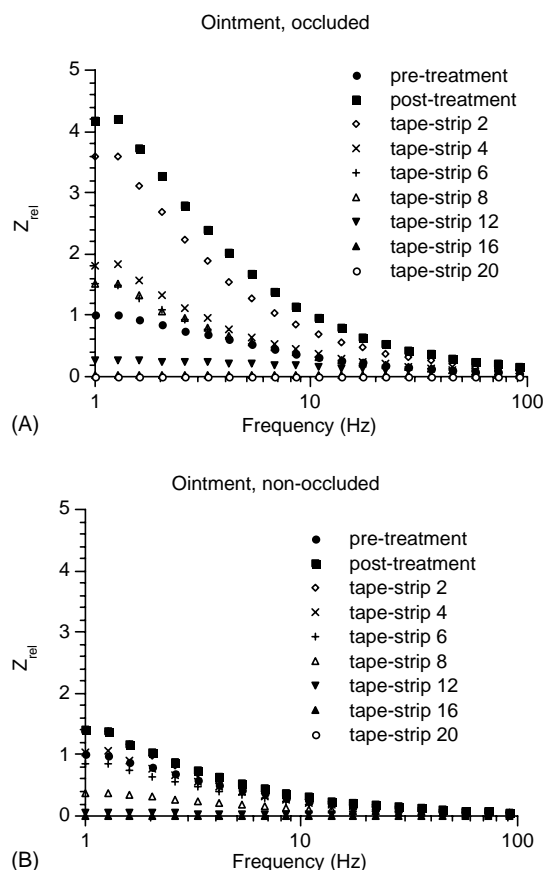 Ointment, occluded
5
4
3
2
1
0
Z_rel
pre-treatment
post-treatment
tape-strip 2
tape-strip 4
tape-strip 6
tape-strip 8
tape-strip 12
tape-strip 16
tape-strip 20
1 10 100
(A) Frequency (Hz)
Ointment, non-occluded
5
4
3
2
1
0
Z_rel
pre-treatment
post-treatment
tape-strip 2
tape-strip 4
tape-strip 6
tape-strip 8
tape-strip 12
tape-strip 16
tape-strip 20
1 10 100
(B) Frequency (Hz)